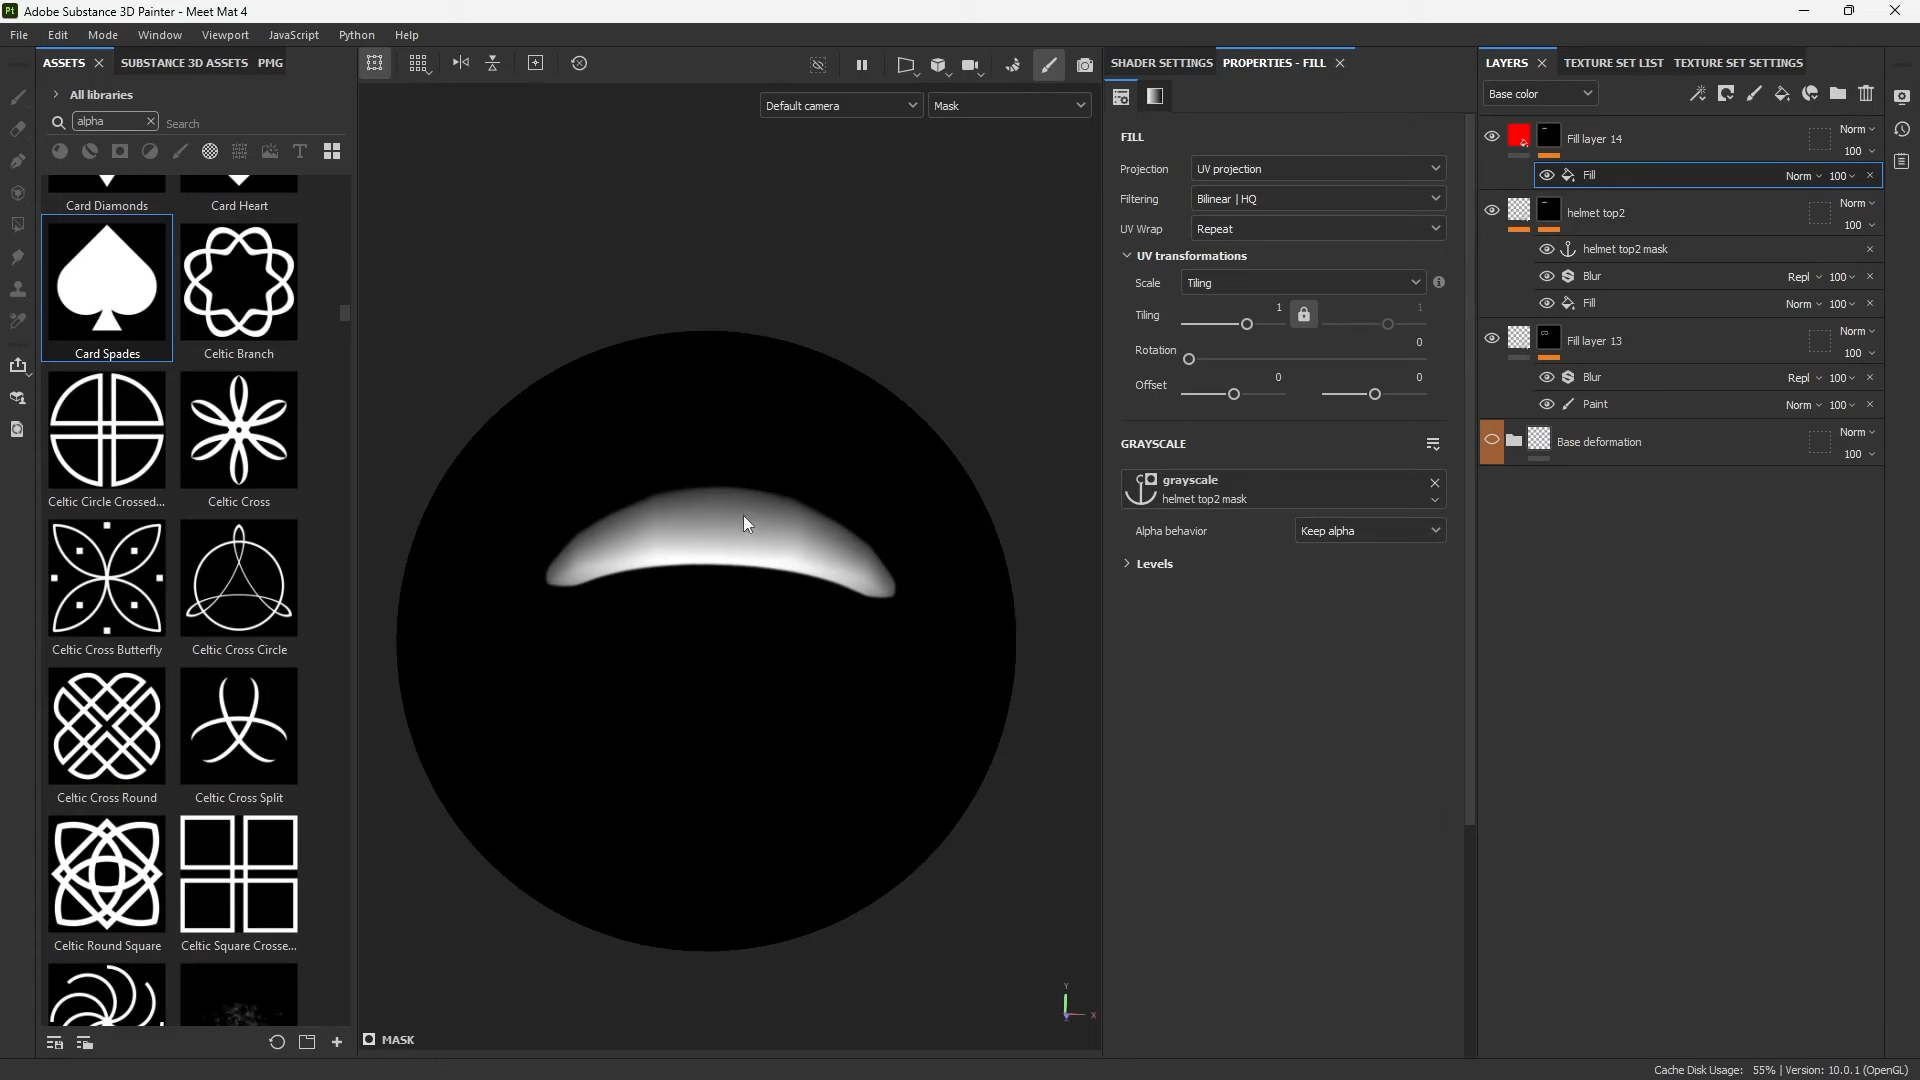 Pt Adobe Substance 3D Painter - Meet Mat 4
File Edit Mode Window Viewport JavaScript Python Help
ASSETS SUBSTANCE 3D ASSETS PMG
All libraries
alpha Search
T
Card Diamonds Card Heart
Card Spades Celtic Branch
Celtic Circle Crossed... Celtic Cross
Celtic Cross Butterfly Celtic Cross Circle
Celtic Cross Round Celtic Cross Split
Celtic Round Square Celtic Square Crosse...
Default camera Mask
Y
X
MASK
SHADER SETTINGS PROPERTIES - FILL
FILL
Projection UV projection
Filtering Bilinear | HQ
UV Wrap Repeat
UV transformations
Scale Tiling
Tiling 1 1
Rotation 0
Offset 0 0
GRAYSCALE
grayscale
helmet top2 mask
Alpha behavior Keep alpha
Levels
LAYERS TEXTURE SET LIST TEXTURE SET SETTINGS
Base color
Fill layer 14 Norm
100
Fill Norm 100
helmet top2 Norm
100
helmet top2 mask
Blur Repl 100
Fill Norm 100
Fill layer 13 Norm
100
Blur Repl 100
Paint Norm 100
Base deformation Norm
100
Cache Disk Usage: 55% | Version: 10.0.1 (OpenGL)